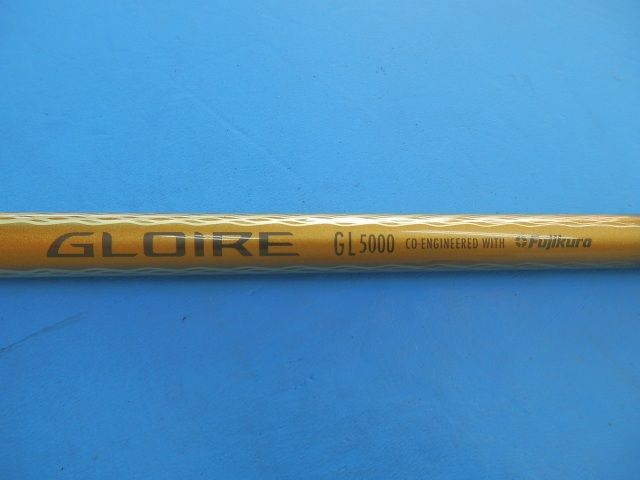 GLOIRE GL5000 CO-ENGINEERED WITH Fujikura